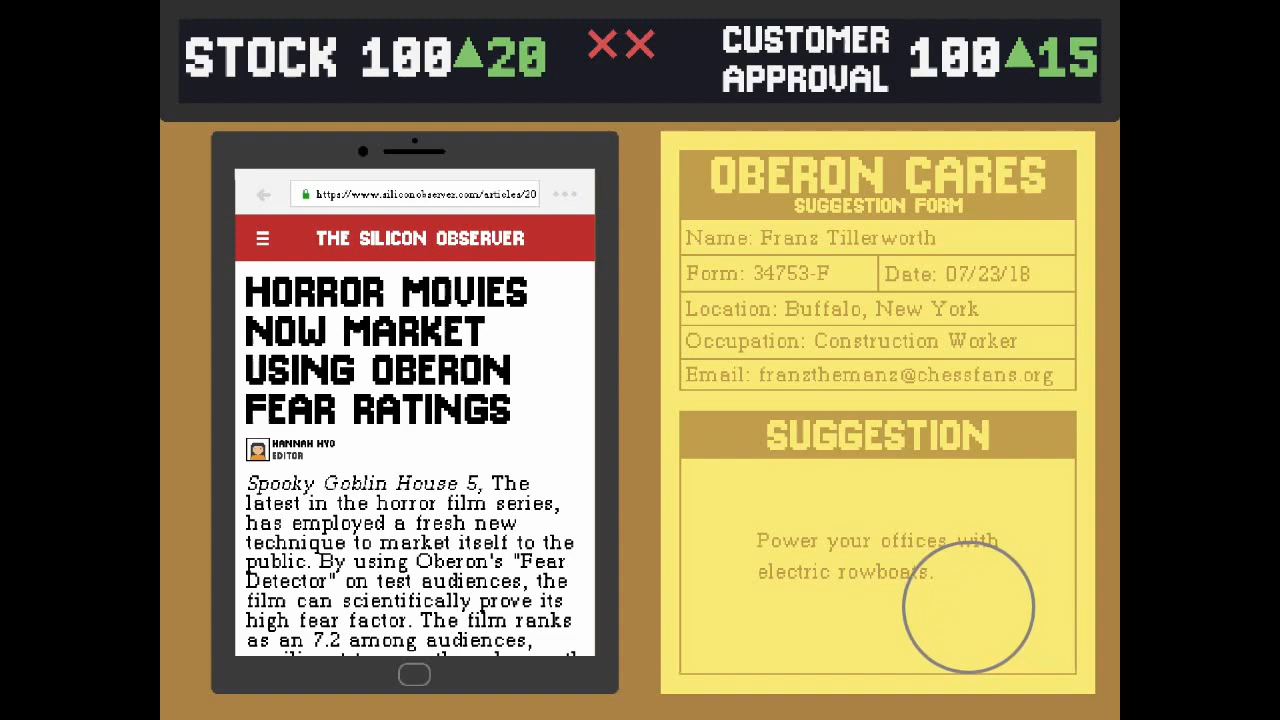 STOCK 100▲20
CUSTOMER
APPROVAL
100▲15
https://www.siliconobserver.com/articles/20
THE SILICON OBSERVER
HORROR MOVIES
NOW MARKET
USING OBERON
FEAR RATINGS
HANNAH HYO
EDITOR
Spooky Goblin House 5, The
latest in the horror film series,
has employed a fresh new
technique to market itself to the
public. By using Oberon's "Fear
Detector" on test audiences, the
film can scientifically prove its
high fear factor. The film ranks
as an 7.2 among audiences,
OBERON CARES
SUGGESTION FORM
Name: Franz Tillerworth
Form: 34753-F
Date: 07/23/18
Location: Buffalo, New York
Occupation: Construction Worker
Email: franzthemanz@chessfans.org
SUGGESTION
Power your offices with
electric rowboats.